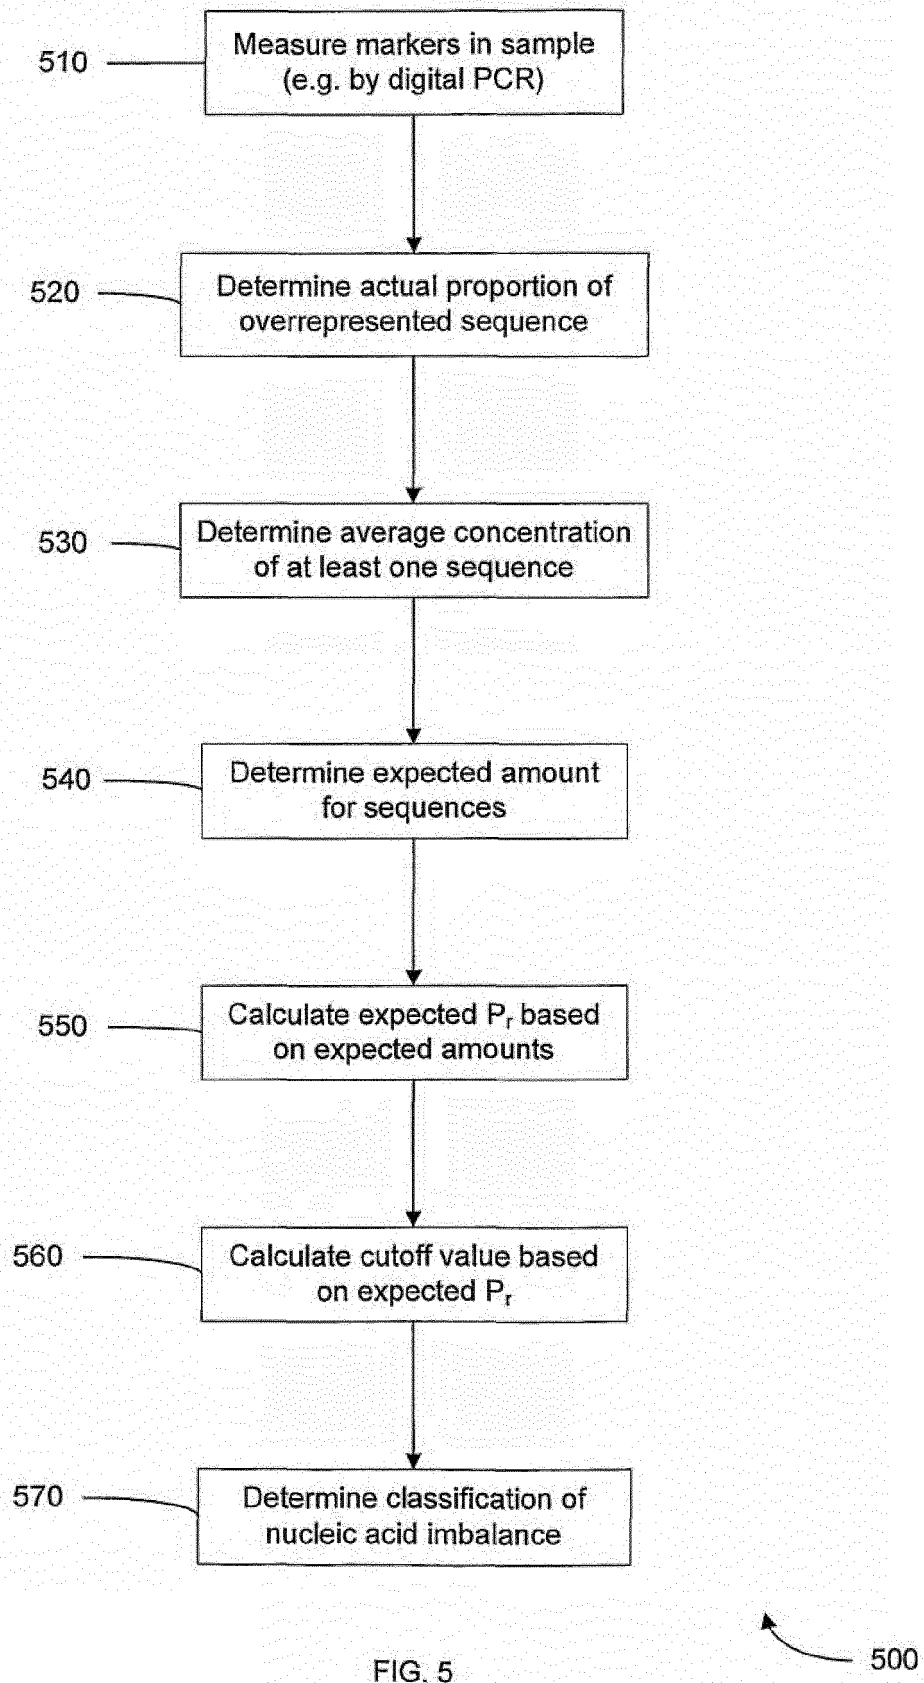 510
Measure markers in sample
(e.g. by digital PCR)
520
Determine actual proportion of
overrepresented sequence
530
Determine average concentration
of at least one sequence
540
Determine expected amount
for sequences
550
Calculate expected Pr based
on expected amounts
560
Calculate cutoff value based
on expected Pr
570
Determine classification of
nucleic acid imbalance
500
FIG. 5